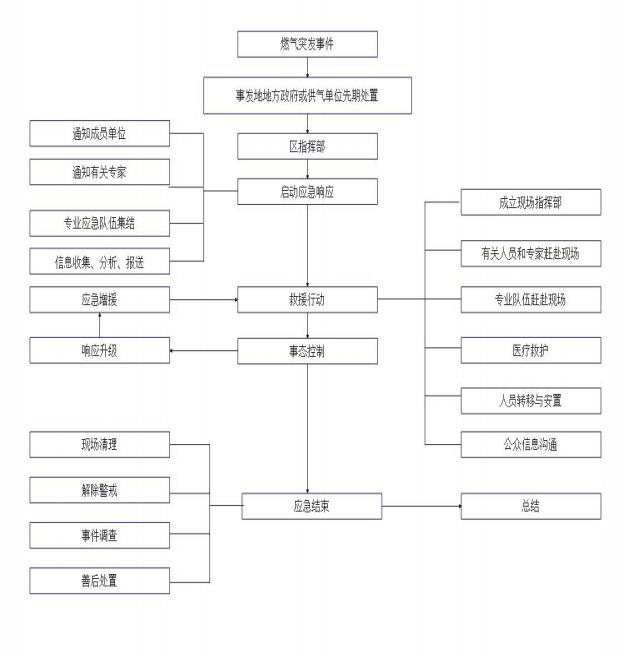 燃气突发事件
事发地地方政府或供气单位先期处置
区指挥部
启动应急响应
通知成员单位
通知有关专家
专业应急队伍集结
信息收集、分析、报送
成立现场指挥部
有关人员和专家赶赴现场
专业队伍赶赴现场
医疗救护
人员转移与安置
公众信息沟通
应急增援
救援行动
响应升级
事态控制
现场清理
解除警戒
事件调查
善后处置
应急结束
总结